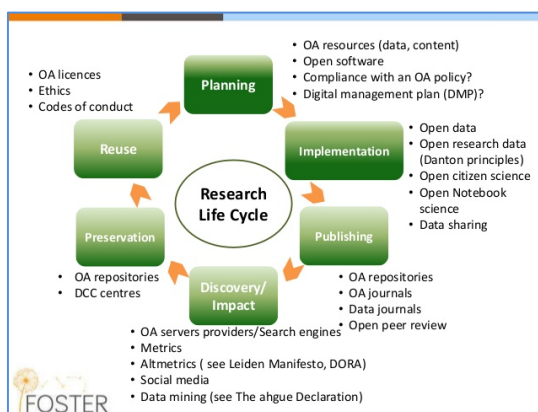 • OA resources (data, content)
• Open software
• Compliance with an OA policy?
• Digital management plan (DMP)?
Planning
• OA licences
• Ethics
• Codes of conduct
Reuse
Implementation
• Open data
• Open research data
(Danton principles)
• Open citizen science
• Open Notebook
science
• Data sharing
Research
Life Cycle
Preservation
Publishing
• OA repositories
• DCC centres
Discovery/
Impact
• OA repositories
• OA journals
• Data journals
• Open peer review
• OA servers providers/Search engines
• Metrics
• Altmetrics ( see Leiden Manifesto, DORA)
• Social media
• Data mining (see The ahgue Declaration)
FOSTER